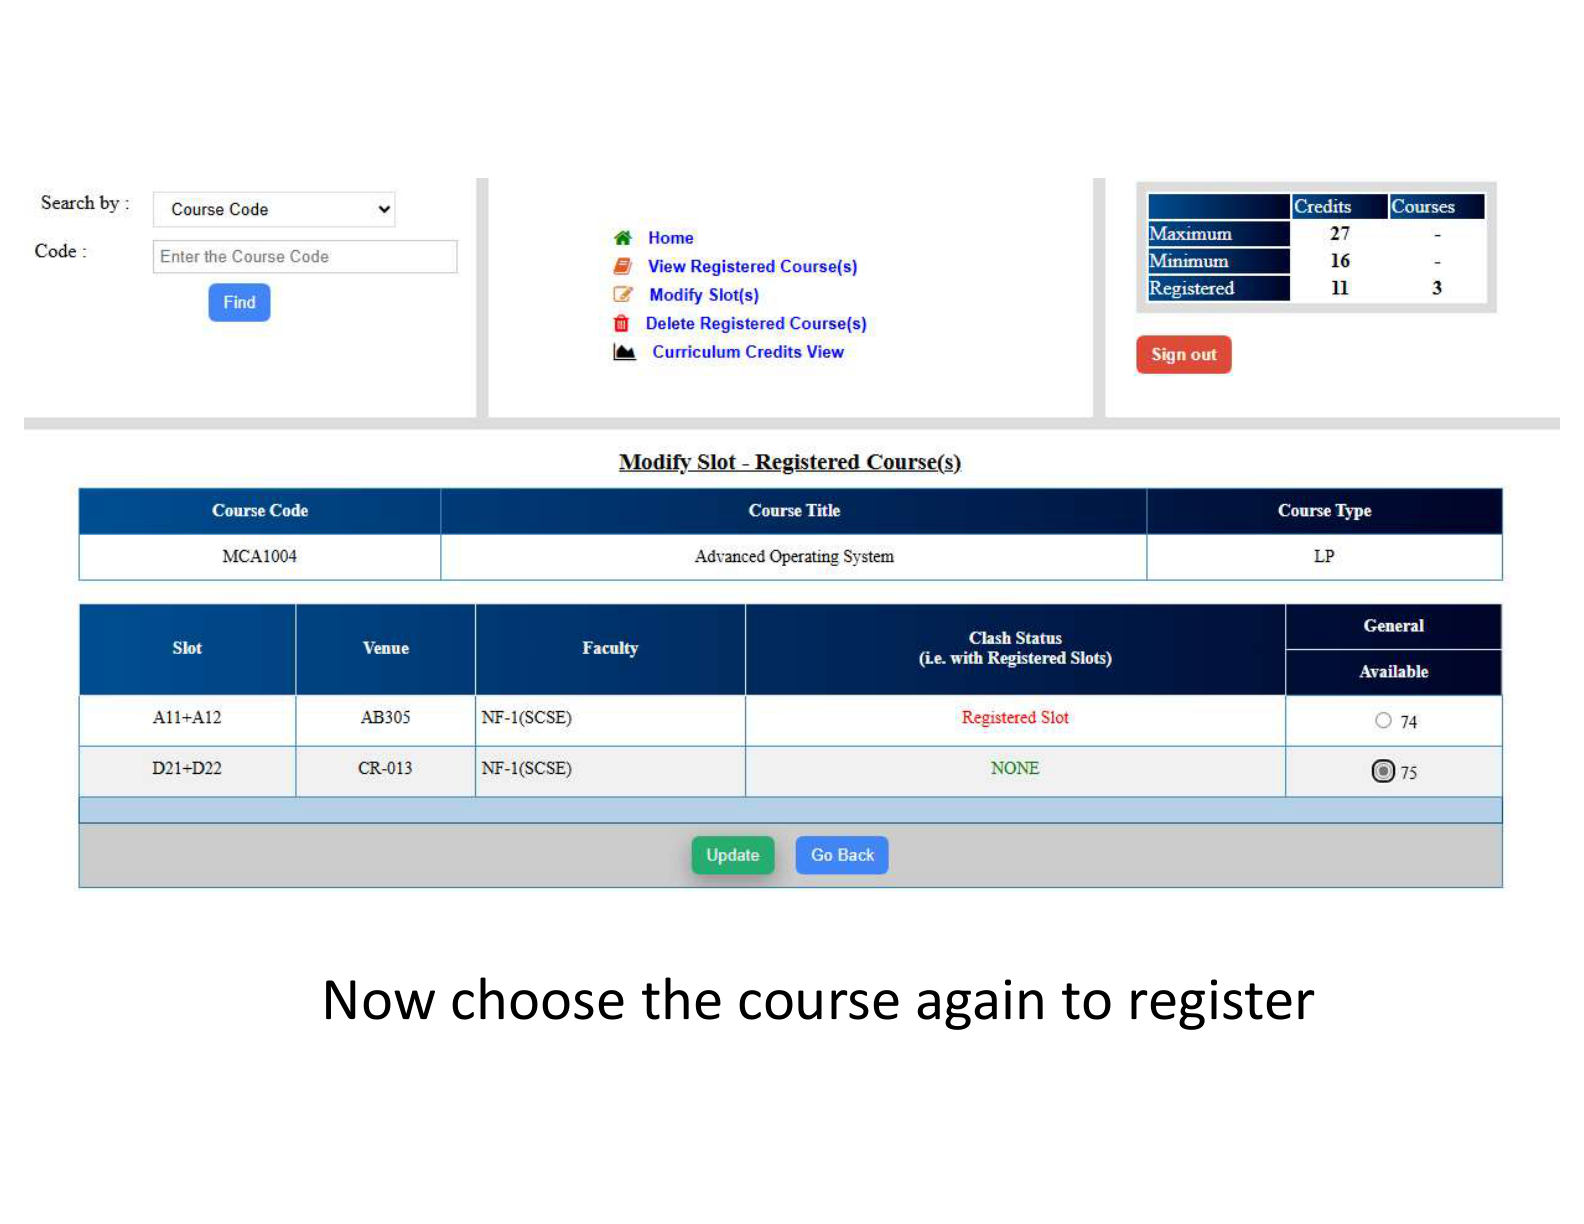 Search by :
Course Code
Code :
Enter the Course Code
Find
Home
View Registered Course(s)
Modify Slot(s)
Delete Registered Course(s)
Curriculum Credits View
Credits Courses
Maximum 27 -
Minimum 16 -
Registered 11 3
Sign out
Modify Slot - Registered Course(s)
Course Code Course Title Course Type
MCA1004 Advanced Operating System LP
Slot Venue Faculty Clash Status
(i.e. with Registered Slots)
General
Available
A11+A12 AB305 NF-1(SCSE) Registered Slot 74
D21+D22 CR-013 NF-1(SCSE) NONE 75
Update Go Back
Now choose the course again to register